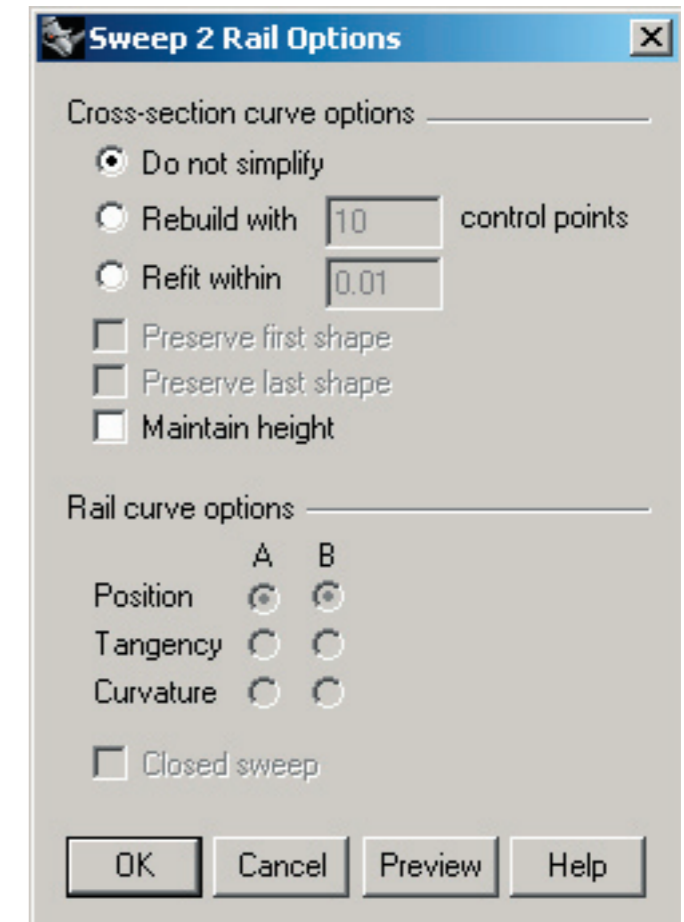 Sweep 2 Rail Options
Cross-section curve options
Do not simplify
Rebuild with 10 control points
Refit within 0.01
Preserve first shape
Preserve last shape
Maintain height
Rail curve options
A B
Position
Tangency
Curvature
Closed sweep
OK Cancel Preview Help